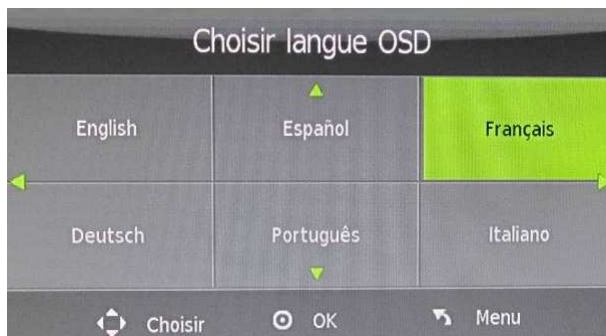 Choisir langue OSD
English Español Français
Deutsch Português Italiano
Choisir OK Menu